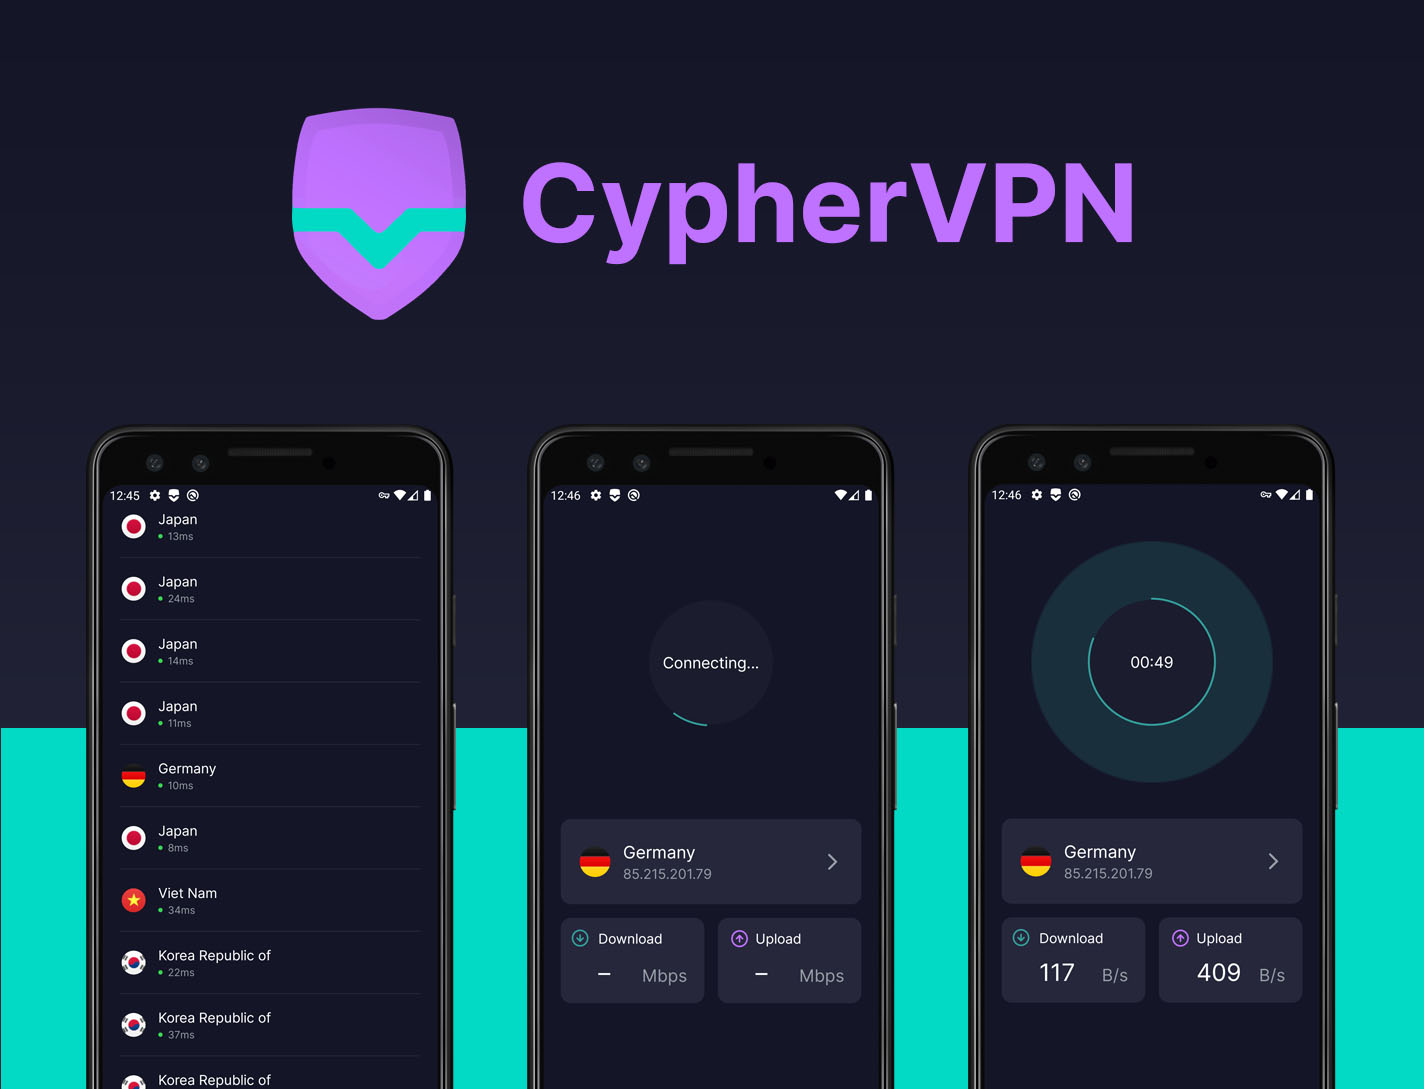 CypherVPN
12:45
Japan
13ms
Japan
24ms
Japan
14ms
Japan
11ms
Germany
10ms
Japan
8ms
Viet Nam
34ms
Korea Republic of
22ms
Korea Republic of
37ms
Korea Republic of
12:46
Connecting...
Germany
85.215.201.79
Download
– Mbps
Upload
– Mbps
12:46
00:49
Germany
85.215.201.79
Download
117 B/s
Upload
409 B/s